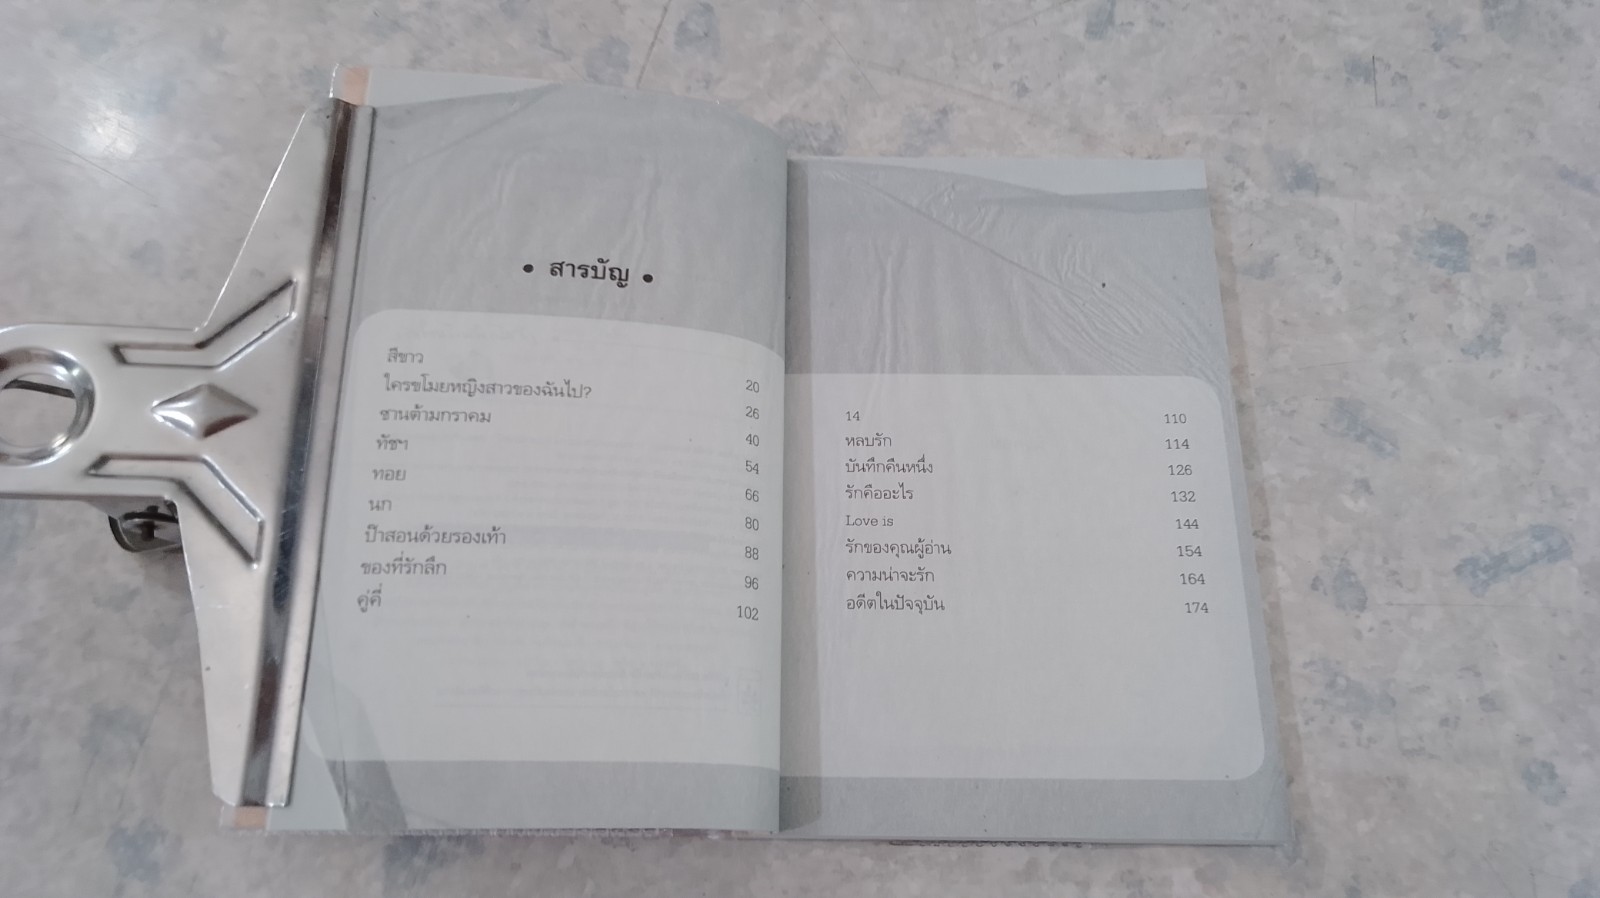 • สารบัญ •
สีขาว 20
ใครขโมยหญิงสาวของฉันไป? 26
ซานต้ามกราคม 40
ทัชฯ 54
ทอย 66
นก 80
ป๊าสอนด้วยรองเท้า 88
ของที่รักลึก 96
คู่คี่ 102
14 110
หลบรัก 114
บันทึกคืนหนึ่ง 126
รักคืออะไร 132
Love is 144
รักของคุณผู้อ่าน 154
ความน่าจะรัก 164
อดีตในปัจจุบัน 174